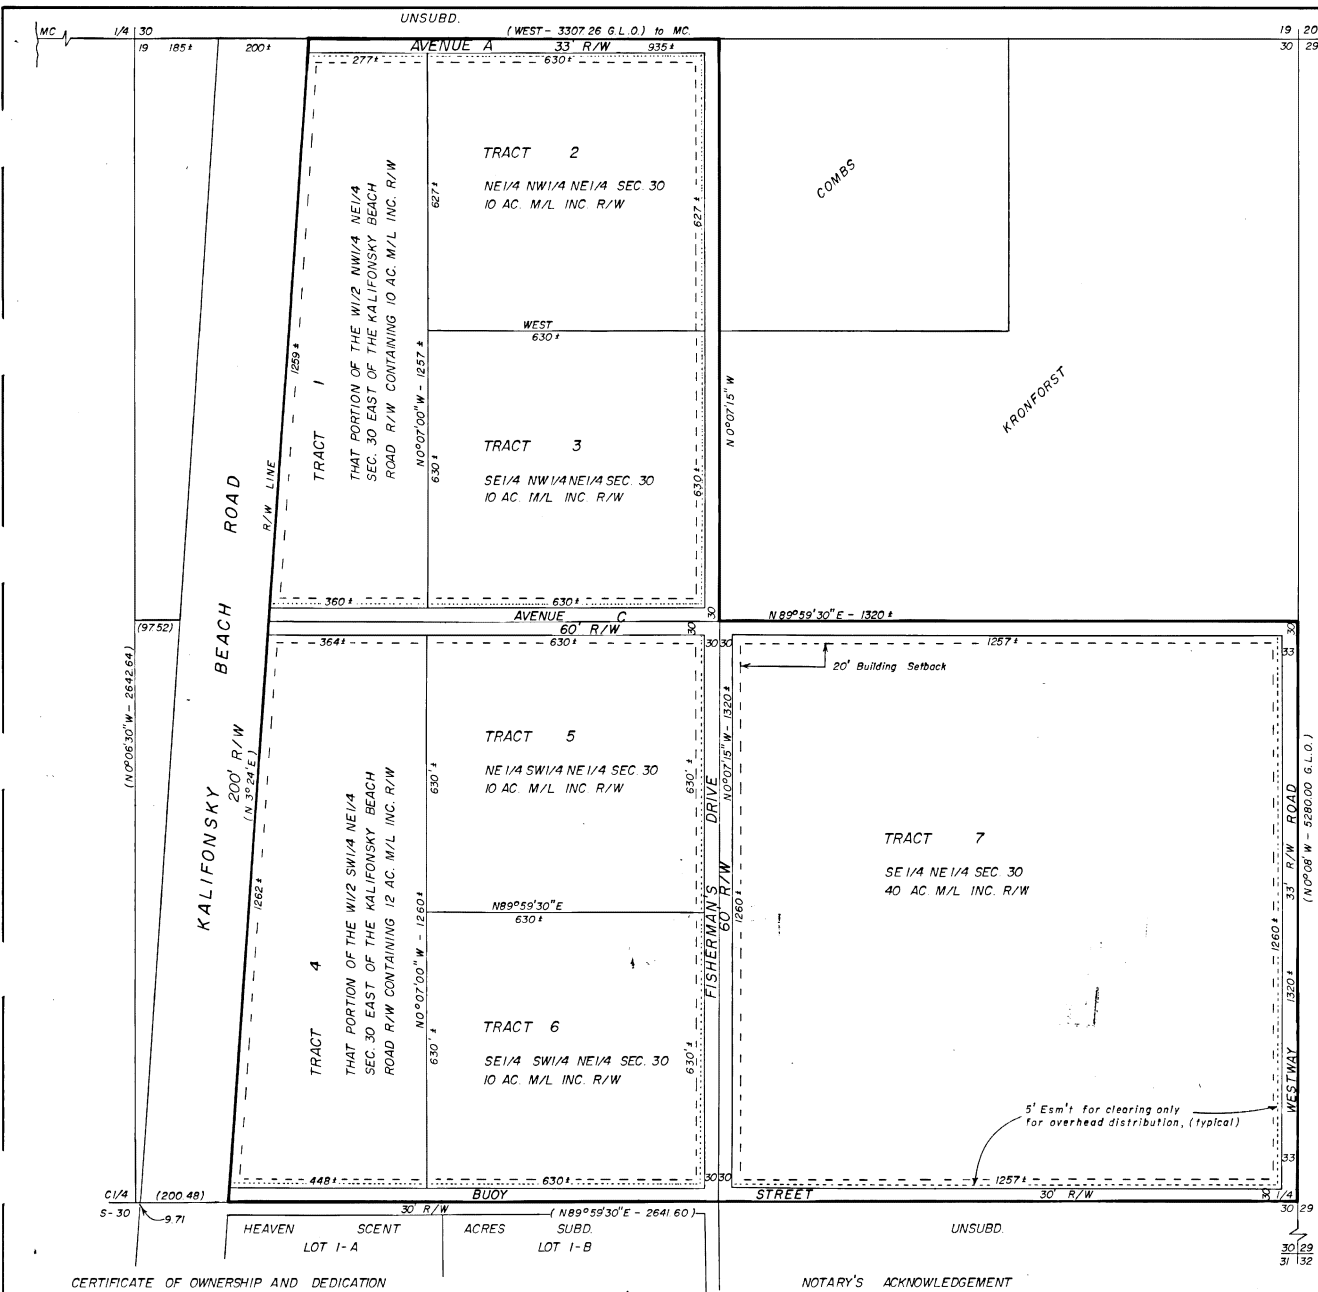 UNSUBD.
MC
1/4 30
19
185±
200±
(WEST - 3307.26 G.L.O.) to MC.
AVENUE A 33' R/W 935±
19 20
30 29
277±
630±
TRACT 2
NE1/4 NW1/4 NE1/4 SEC. 30
10 AC. M/L INC. R/W
627±
627±
TRACT 1
THAT PORTION OF THE W1/2 NW1/4 NE1/4
SEC. 30 EAST OF THE KALIFONSKY BEACH
ROAD R/W CONTAINING 10 AC. M/L INC. R/W
1259±
N0°07'00"W - 1257±
WEST
630±
TRACT 3
SE1/4 NW1/4 NE1/4 SEC. 30
10 AC. M/L INC. R/W
630±
630±
N 0°07'15" W
COMBS
KRONFORST
R/W LINE
KALIFONSKY BEACH ROAD
200' R/W
(N 3°24'E)
360±
630±
30
AVENUE C
60' R/W
30
N 89°59'30" E - 1320±
(97.52)
(N0°06'30"W - 2642.64)
364±
630±
30 30
1257±
30
33
20' Building Setback
TRACT 5
NE 1/4 SW1/4 NE1/4 SEC. 30
10 AC. M/L INC. R/W
630'±
630'±
TRACT 4
THAT PORTION OF THE W1/2 SW1/4 NE1/4
SEC. 30 EAST OF THE KALIFONSKY BEACH
ROAD R/W CONTAINING 12 AC. M/L INC. R/W
1262±
N0°07'00"W - 1260±
N89°59'30"E
630±
TRACT 6
SE1/4 SW1/4 NE1/4 SEC. 30
10 AC. M/L INC. R/W
630'±
630'±
FISHERMAN'S DRIVE
60' R/W
N0°07'15"W - 1320±
1260±
TRACT 7
SE 1/4 NE 1/4 SEC. 30
40 AC. M/L INC. R/W
1260±
WESTWAY 1320± 33' R/W ROAD
(N0°08' W - 5280.00 G.L.O.)
5' Esm't for clearing only
for overhead distribution, (typical)
33
448±
630±
30 30
1257±
30
1/4
C1/4
(200.48)
BUOY STREET 30' R/W
S-30
9.71
30' R/W
(N89°59'30"E - 2641.60)
30 29
HEAVEN SCENT ACRES SUBD.
LOT 1-A LOT 1-B
UNSUBD.
30 29
31 32
CERTIFICATE OF OWNERSHIP AND DEDICATION
NOTARY'S ACKNOWLEDGEMENT